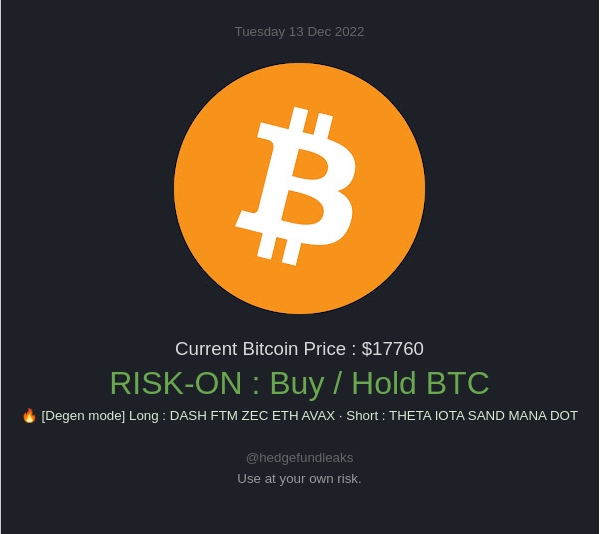 Tuesday 13 Dec 2022
Current Bitcoin Price : $17760
RISK-ON : Buy / Hold BTC
🔥 [Degen mode] Long : DASH FTM ZEC ETH AVAX · Short : THETA IOTA SAND MANA DOT
@hedgefundleaks
Use at your own risk.